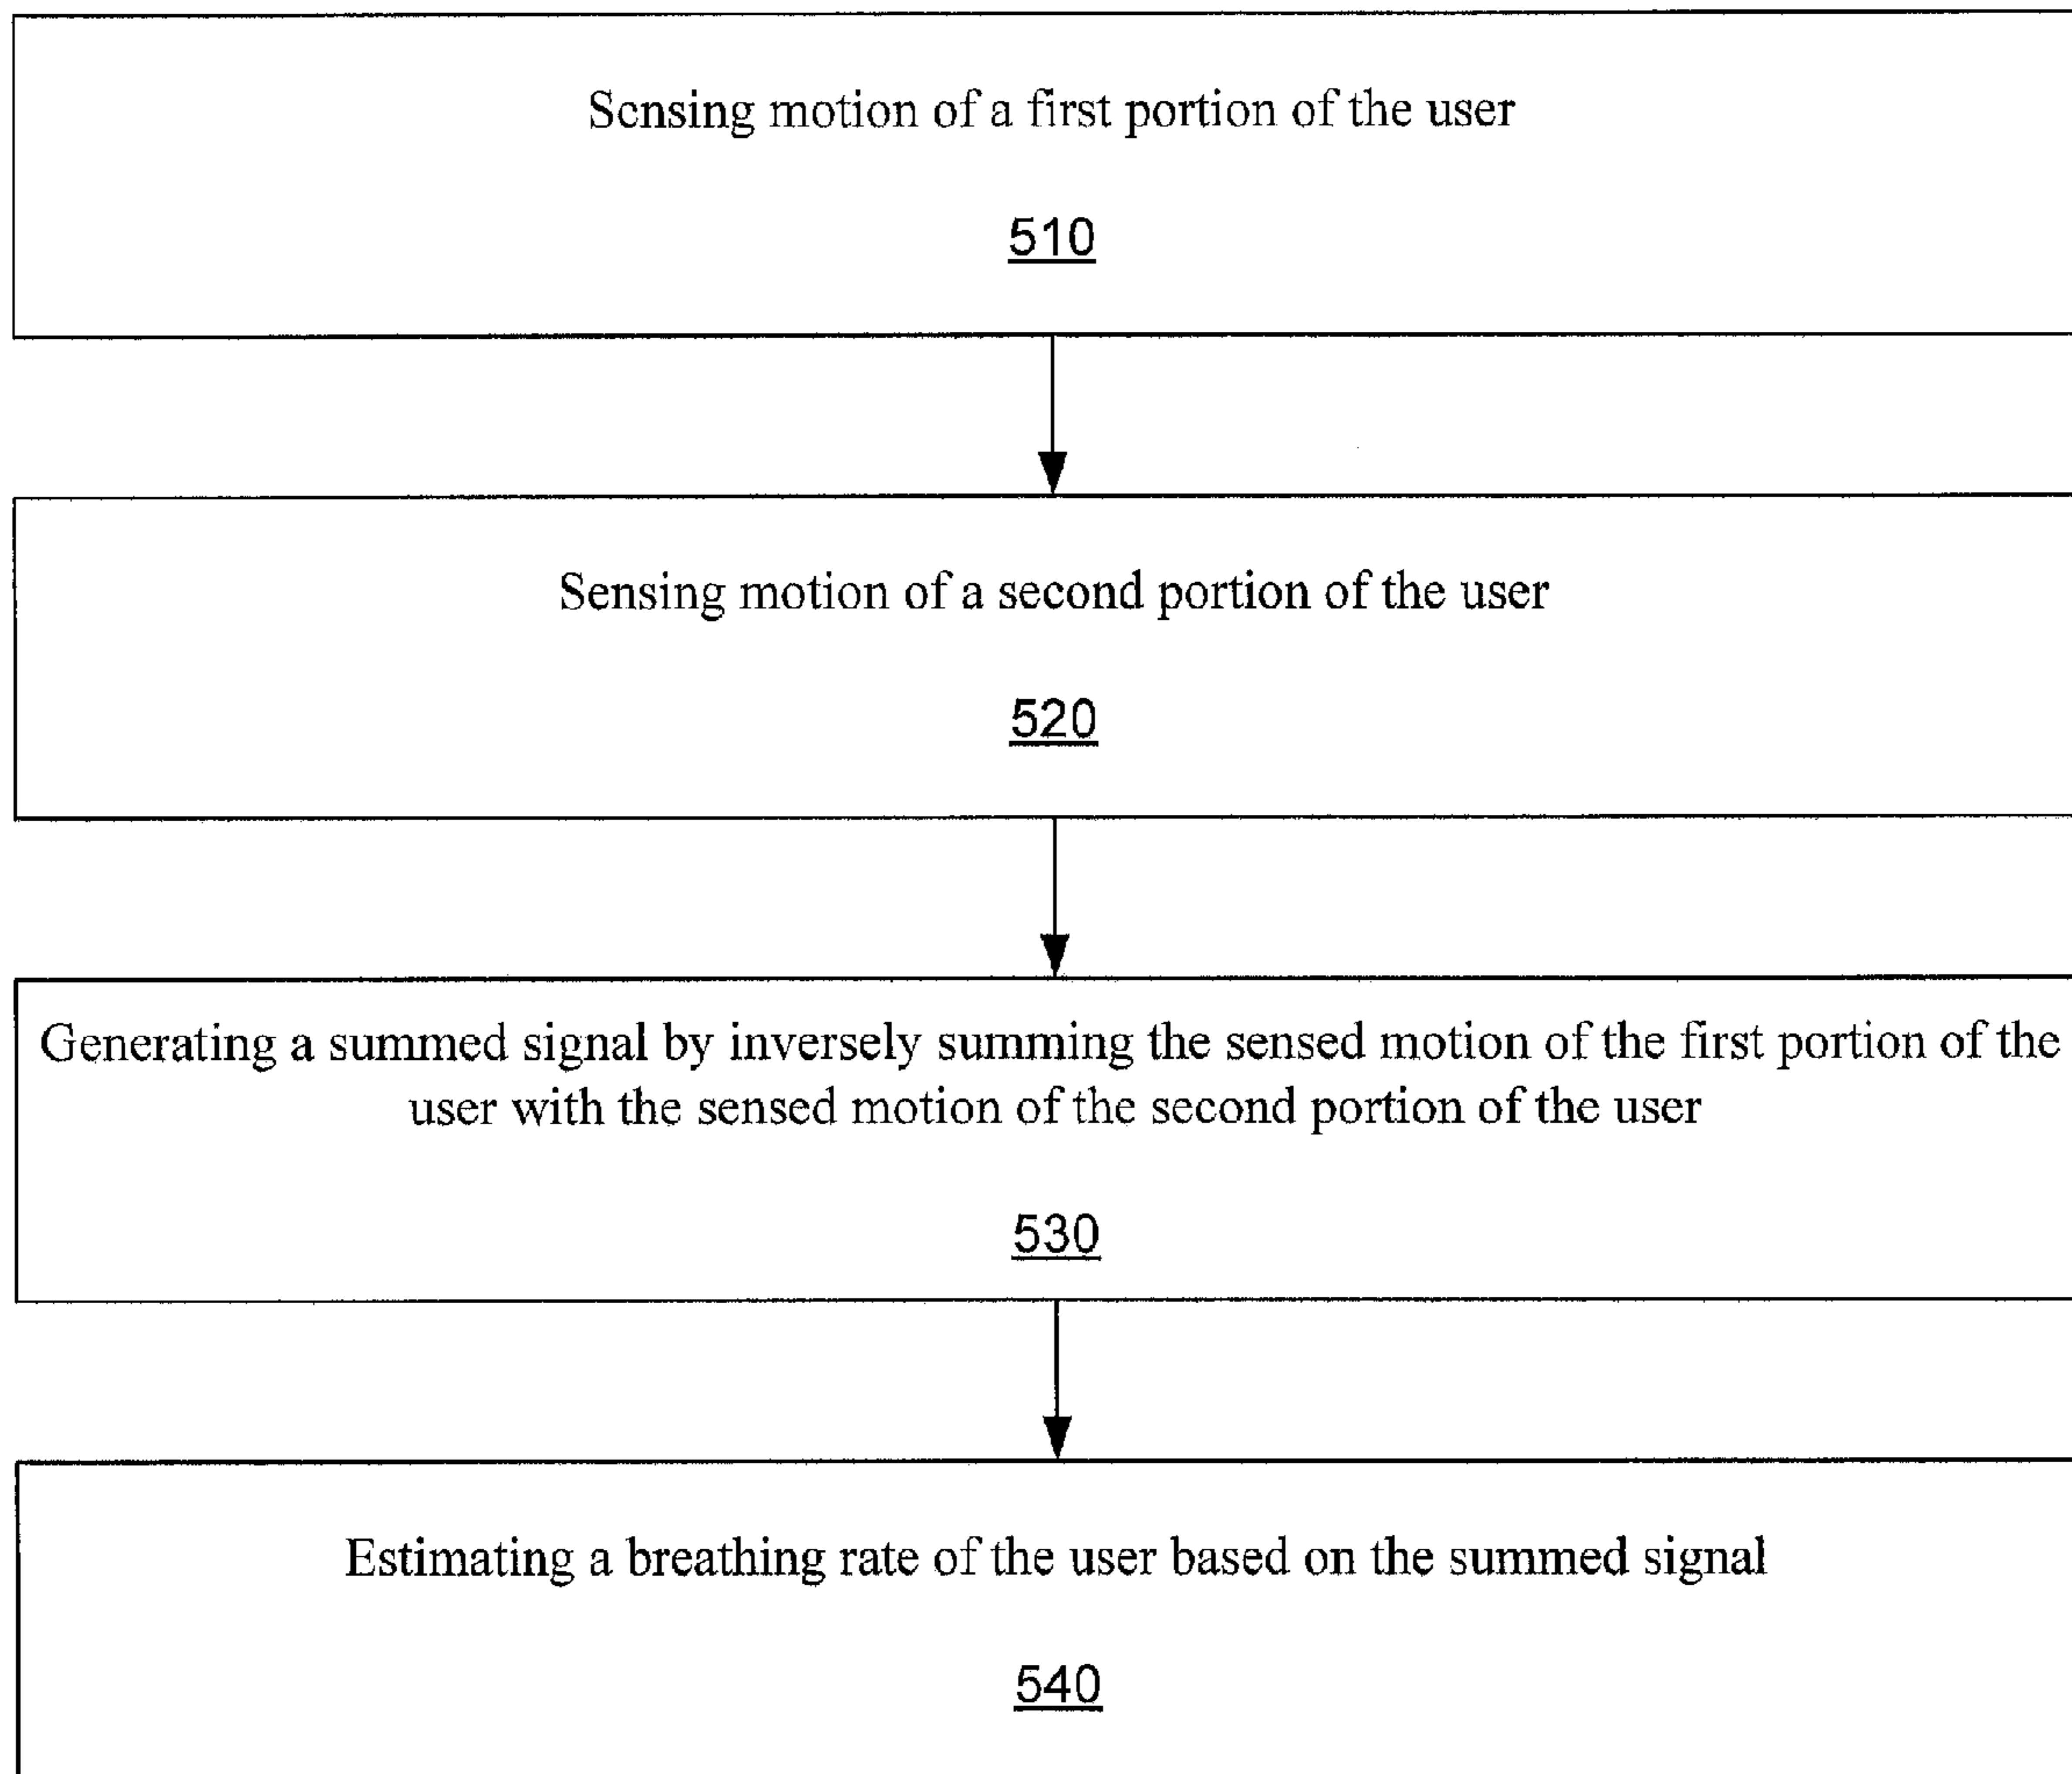 Sensing motion of a first portion of the user
510
Sensing motion of a second portion of the user
520
Generating a summed signal by inversely summing the sensed motion of the first portion of the
user with the sensed motion of the second portion of the user
530
Estimating a breathing rate of the user based on the summed signal
540